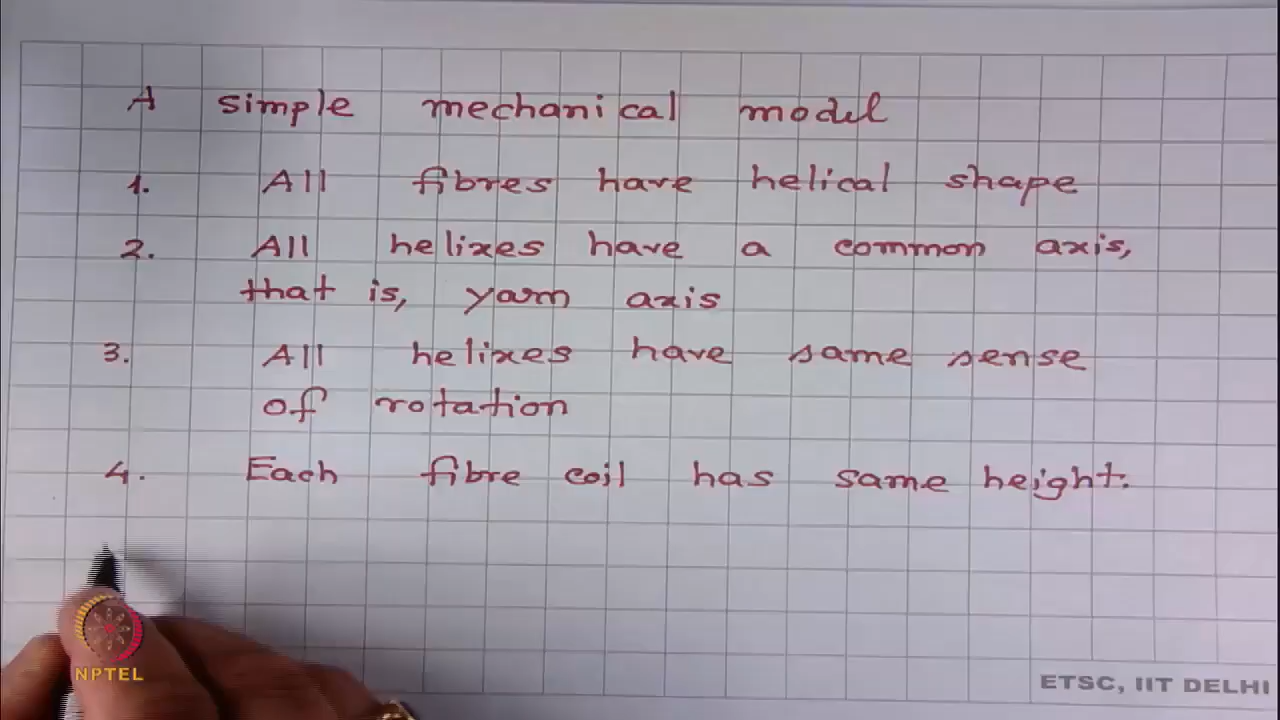 A simple mechanical model
1. All fibres have helical shape
2. All helixes have a common axis,
that is, yarn axis
3. All helixes have same sense
of rotation
4. Each fibre coil has same height.
NPTEL
ETSC, IIT DELHI